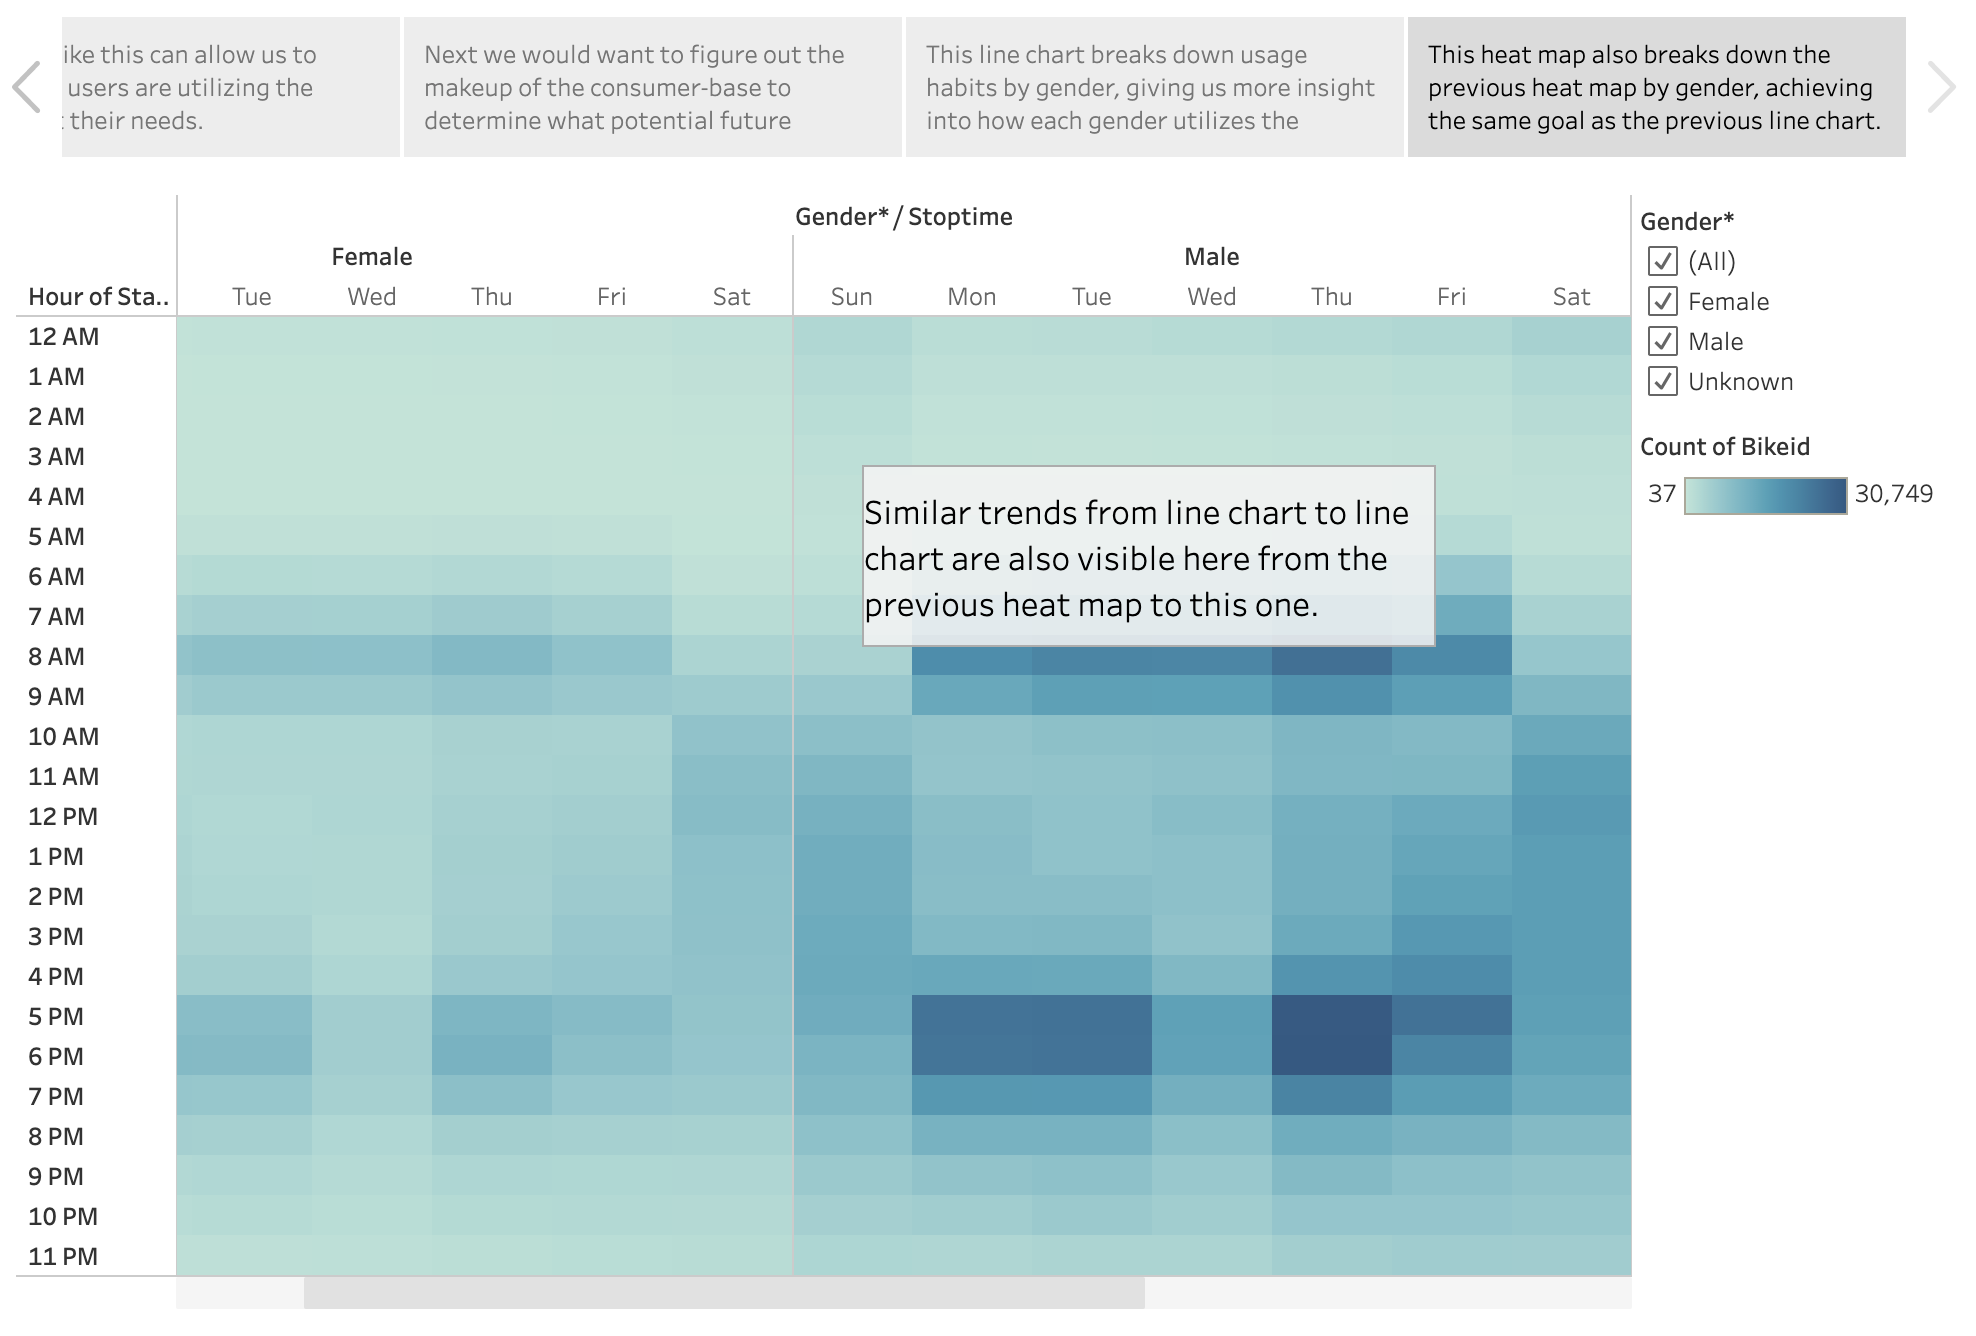 ike this can allow us to
users are utilizing the
their needs.
Next we would want to figure out the
makeup of the consumer-base to
determine what potential future
This line chart breaks down usage
habits by gender, giving us more insight
into how each gender utilizes the
This heat map also breaks down the
previous heat map by gender, achieving
the same goal as the previous line chart.
Gender* / Stoptime
Female Male
Hour of Sta.. Tue Wed Thu Fri Sat Sun Mon Tue Wed Thu Fri Sat
12 AM
1 AM
2 AM
3 AM
4 AM
5 AM
6 AM
7 AM
8 AM
9 AM
10 AM
11 AM
12 PM
1 PM
2 PM
3 PM
4 PM
5 PM
6 PM
7 PM
8 PM
9 PM
10 PM
11 PM
Similar trends from line chart to line
chart are also visible here from the
previous heat map to this one.
Gender*
(All)
Female
Male
Unknown
Count of Bikeid
37 30,749